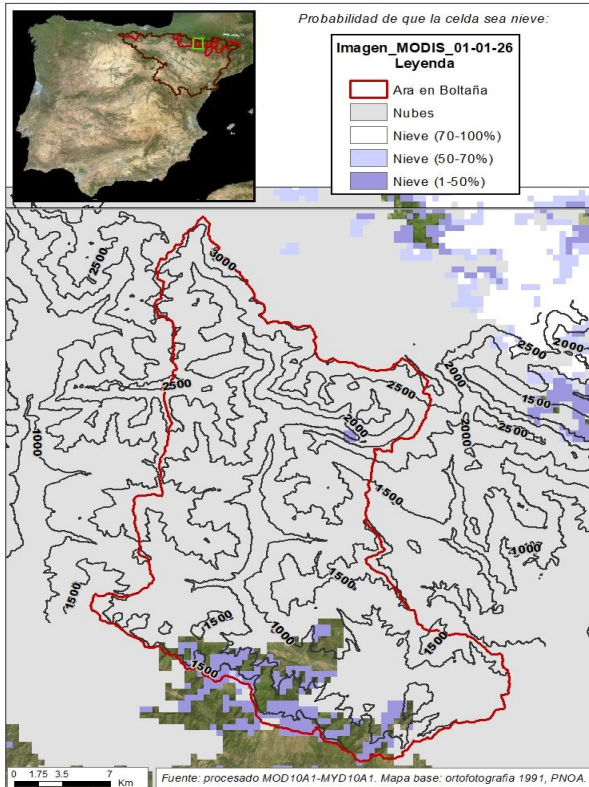 Probabilidad de que la celda sea nieve:
Imagen_MODIS_01-01-26
Leyenda
Ara en Boltaña
Nubes
Nieve (70-100%)
Nieve (50-70%)
Nieve (1-50%)
2500
3000
2000
2500
2000
1500
2500
2500
2500
2000
2000
1000
1500
1000
1500
1500
1500
1000
1500
1500
0 1.75 3.5 7
Km
Fuente: procesado MOD10A1-MYD10A1. Mapa base: ortofotografia 1991, PNOA.